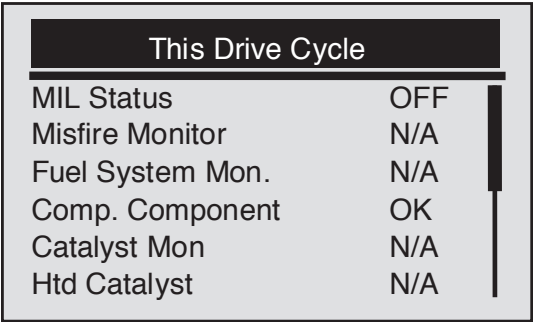 This Drive Cycle
MIL Status OFF
Misfire Monitor N/A
Fuel System Mon. N/A
Comp. Component OK
Catalyst Mon N/A
Htd Catalyst N/A